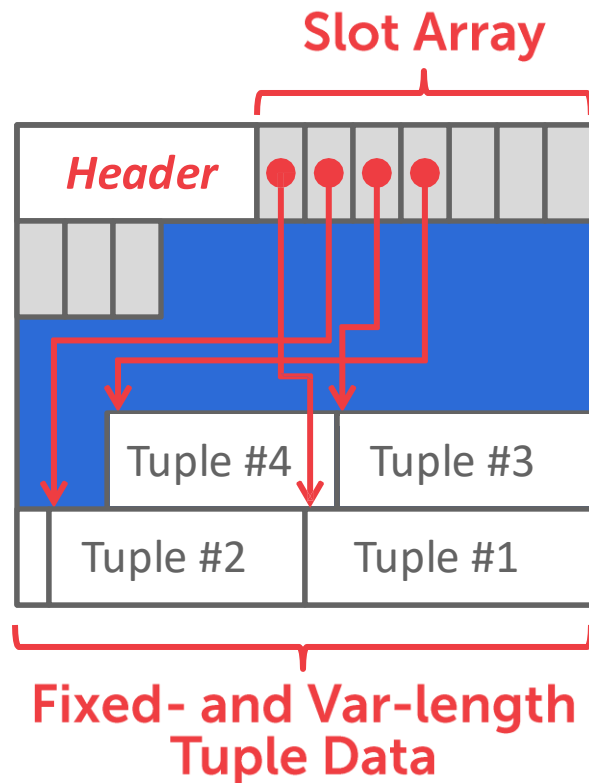 Slot Array
Header
Tuple #4
Tuple #3
Tuple #2
Tuple #1
Fixed- and Var-length
Tuple Data